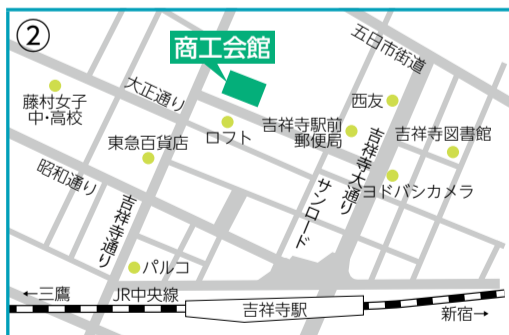 ②
商工会館
五日市街道
大正通り
藤村女子
中・高校
西友
ロフト
吉祥寺駅前
郵便局
吉祥寺図書館
東急百貨店
昭和通り
吉祥寺大通り
ヨドバシカメラ
サンロード
吉祥寺通り
パルコ
←三鷹
JR中央線
吉祥寺駅
新宿→